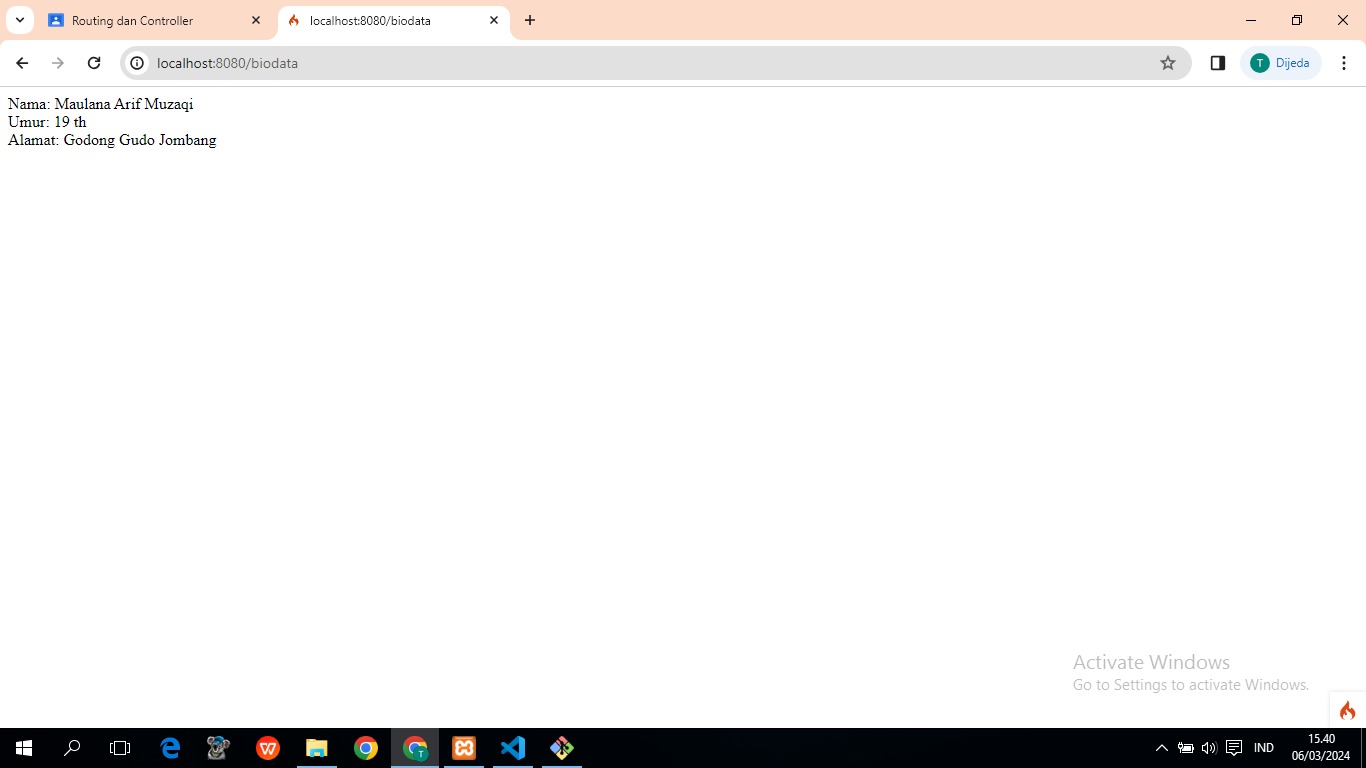 Routing dan Controller
localhost:8080/biodata
localhost:8080/biodata
T
Dijeda
Nama: Maulana Arif Muzaqi
Umur: 19 th
Alamat: Godong Gudo Jombang
Activate Windows
Go to Settings to activate Windows.
W
T
IND
15.40
06/03/2024